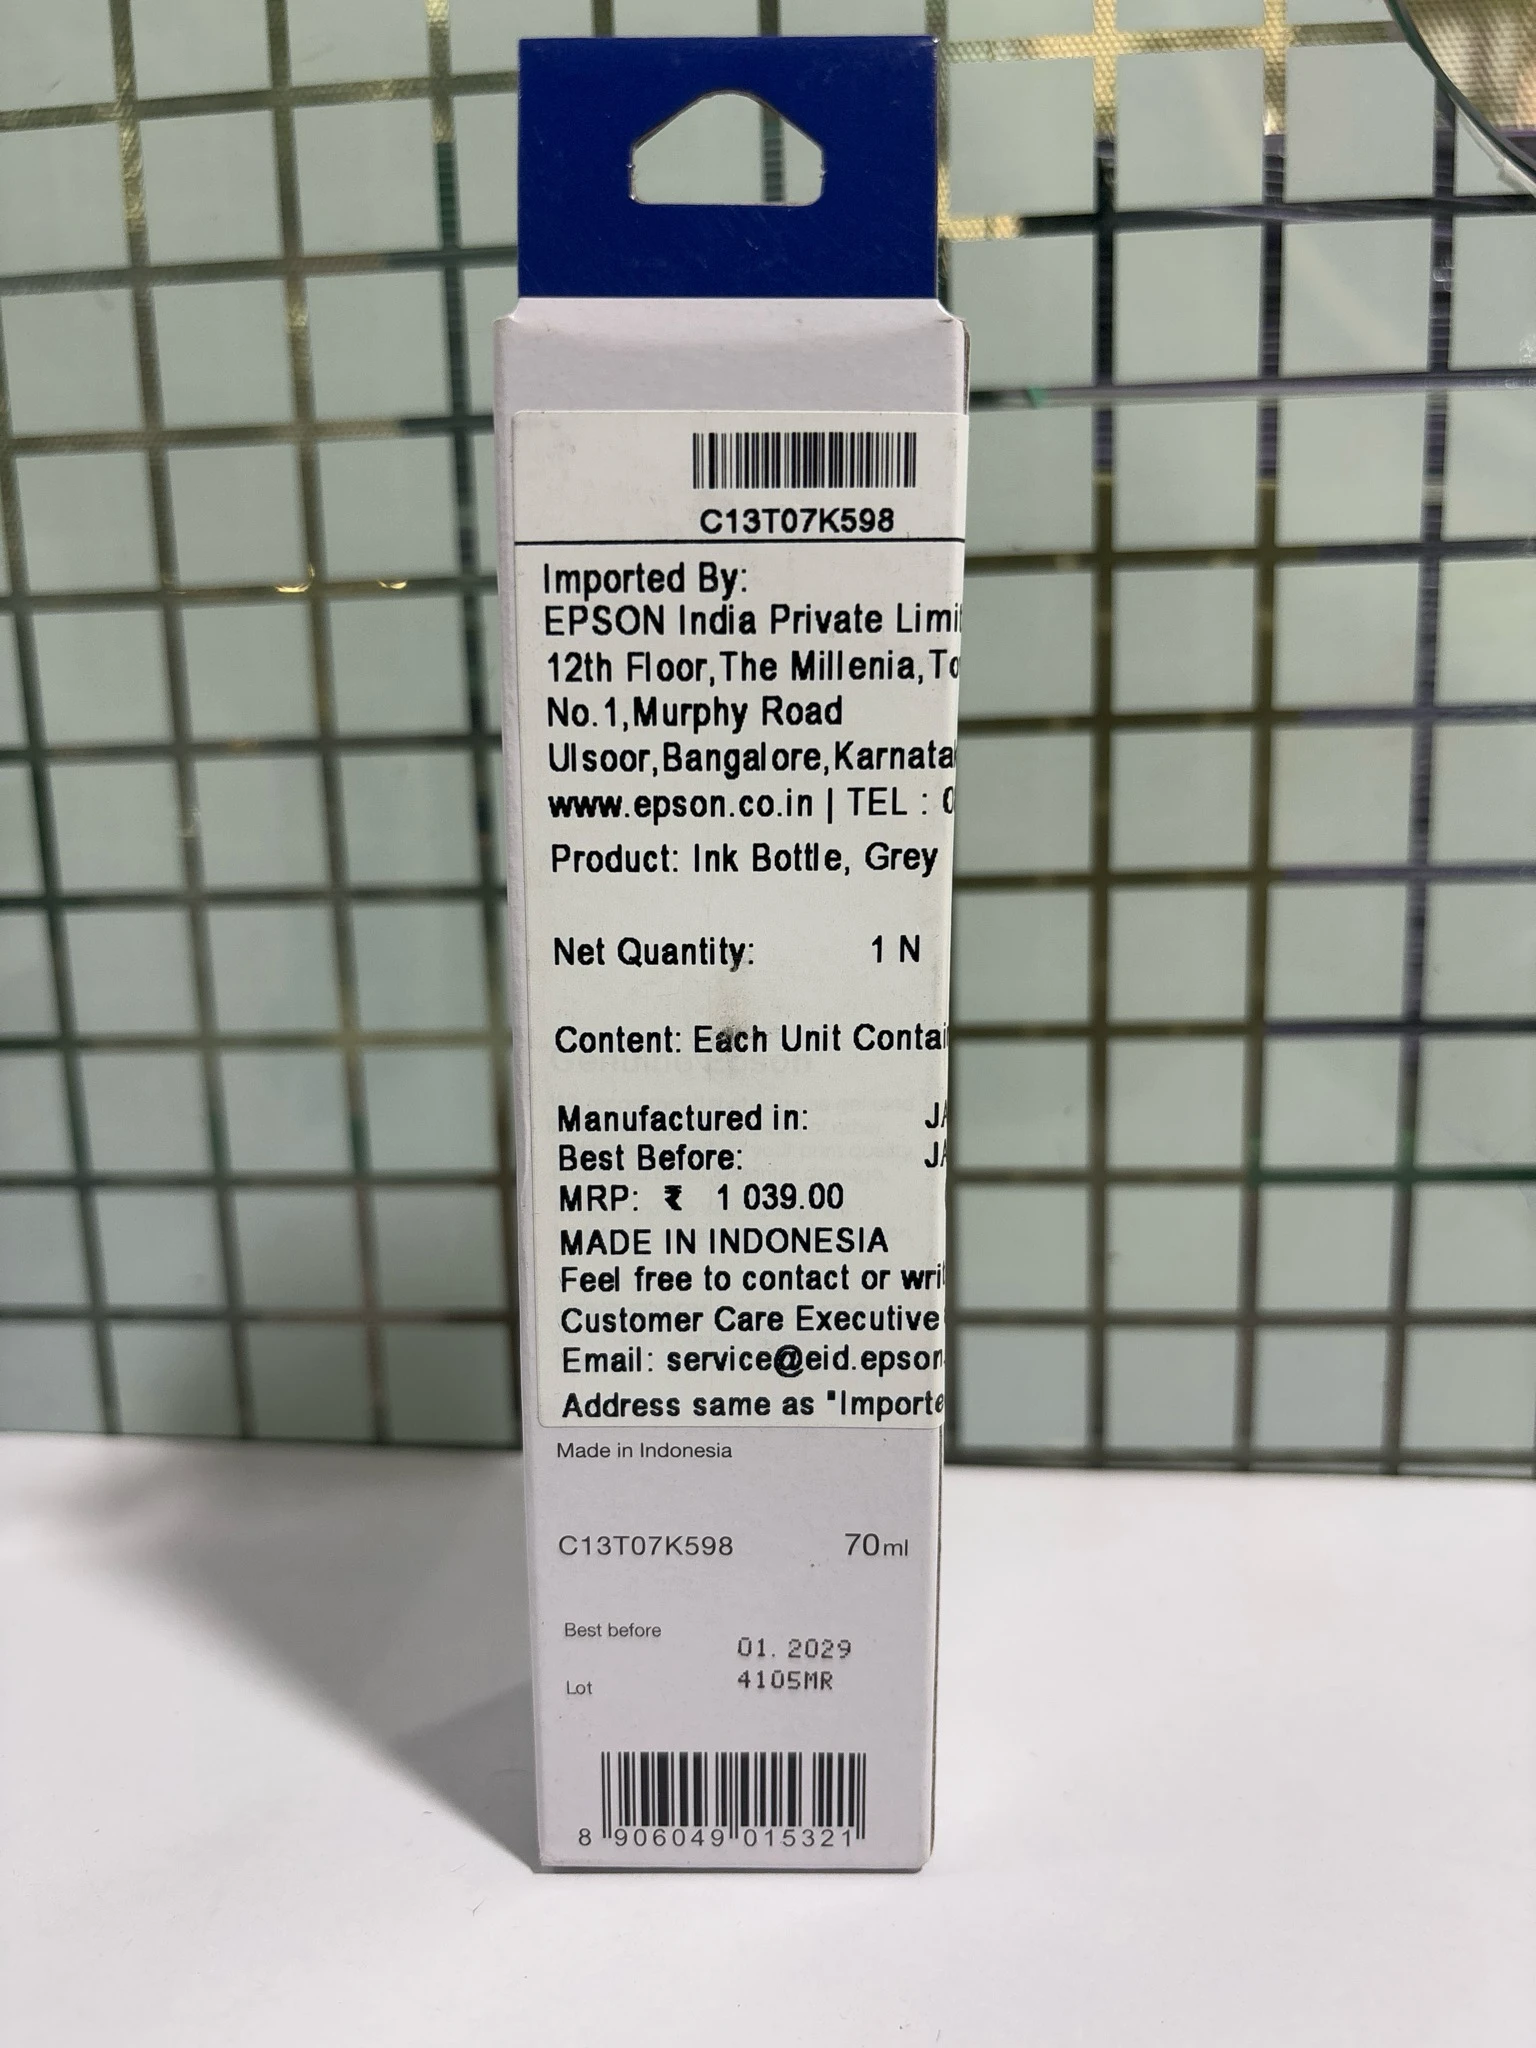 C13T07K598
Imported By:
EPSON India Private Limi
12th Floor,The Millenia,To
No.1,Murphy Road
Ulsoor,Bangalore,Karnata
www.epson.co.in | TEL : 0
Product: Ink Bottle, Grey
Net Quantity: 1 N
Content: Each Unit Contai
Manufactured in: JA
Best Before: JA
MRP: ₹ 1 039.00
MADE IN INDONESIA
Feel free to contact or wri
Customer Care Executive
Email: service@eid.epson
Address same as "Importe
Made in Indonesia
C13T07K598 70ml
Best before 01. 2029
Lot 4105MR
8 906049 015321